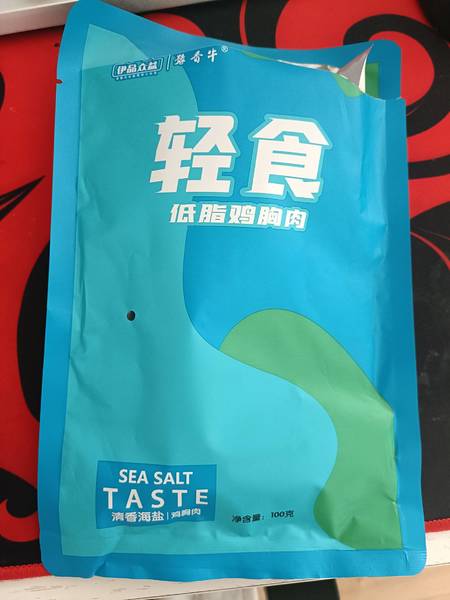 伊品众益 | 馨香牛®
轻食
低脂鸡胸肉
SEA SALT
TASTE
清香海盐 | 鸡胸肉
净含量：100克